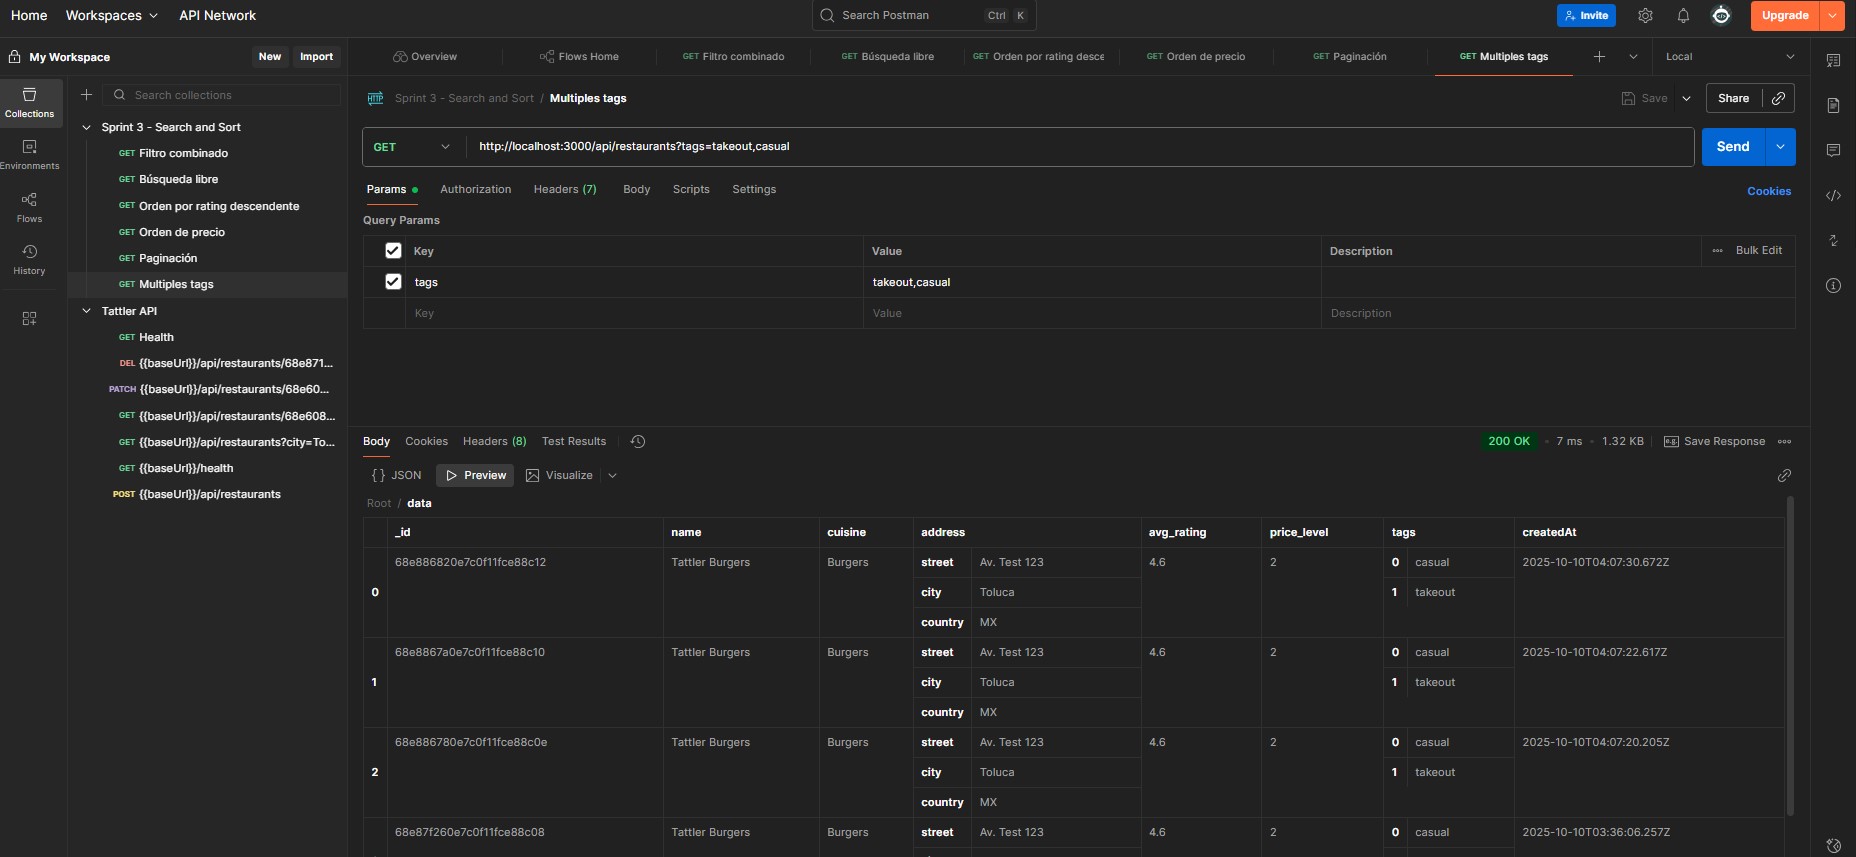 Home Workspaces API Network Search Postman Ctrl K Invite Upgrade
My Workspace New Import Overview Flows Home GET Filtro combinado GET Búsqueda libre GET Orden por rating desce GET Orden de precio GET Paginación GET Multiples tags Local
Collections
Environments
Flows
History
Search collections
Sprint 3 - Search and Sort
GET Filtro combinado
GET Búsqueda libre
GET Orden por rating descendente
GET Orden de precio
GET Paginación
GET Multiples tags
Tattler API
GET Health
DEL {{baseUrl}}/api/restaurants/68e871...
PATCH {{baseUrl}}/api/restaurants/68e60...
GET {{baseUrl}}/api/restaurants/68e608...
GET {{baseUrl}}/api/restaurants?city=To...
GET {{baseUrl}}/health
POST {{baseUrl}}/api/restaurants
HTTP Sprint 3 - Search and Sort / Multiples tags Save Share
GET http://localhost:3000/api/restaurants?tags=takeout,casual Send
Params Authorization Headers (7) Body Scripts Settings Cookies
Query Params
Key Value Description Bulk Edit
tags takeout,casual
Key Value Description
Body Cookies Headers (8) Test Results 200 OK 7 ms 1.32 KB e.g. Save Response
{} JSON Preview Visualize
Root / data
_id name cuisine address avg_rating price_level tags createdAt
68e886820e7c0f11fce88c12 Tattler Burgers Burgers street Av. Test 123 4.6 2 0 casual 2025-10-10T04:07:30.672Z
0 city Toluca 1 takeout
country MX
68e8867a0e7c0f11fce88c10 Tattler Burgers Burgers street Av. Test 123 4.6 2 0 casual 2025-10-10T04:07:22.617Z
1 city Toluca 1 takeout
country MX
68e886780e7c0f11fce88c0e Tattler Burgers Burgers street Av. Test 123 4.6 2 0 casual 2025-10-10T04:07:20.205Z
2 city Toluca 1 takeout
country MX
68e87f260e7c0f11fce88c08 Tattler Burgers Burgers street Av. Test 123 4.6 2 0 casual 2025-10-10T03:36:06.257Z